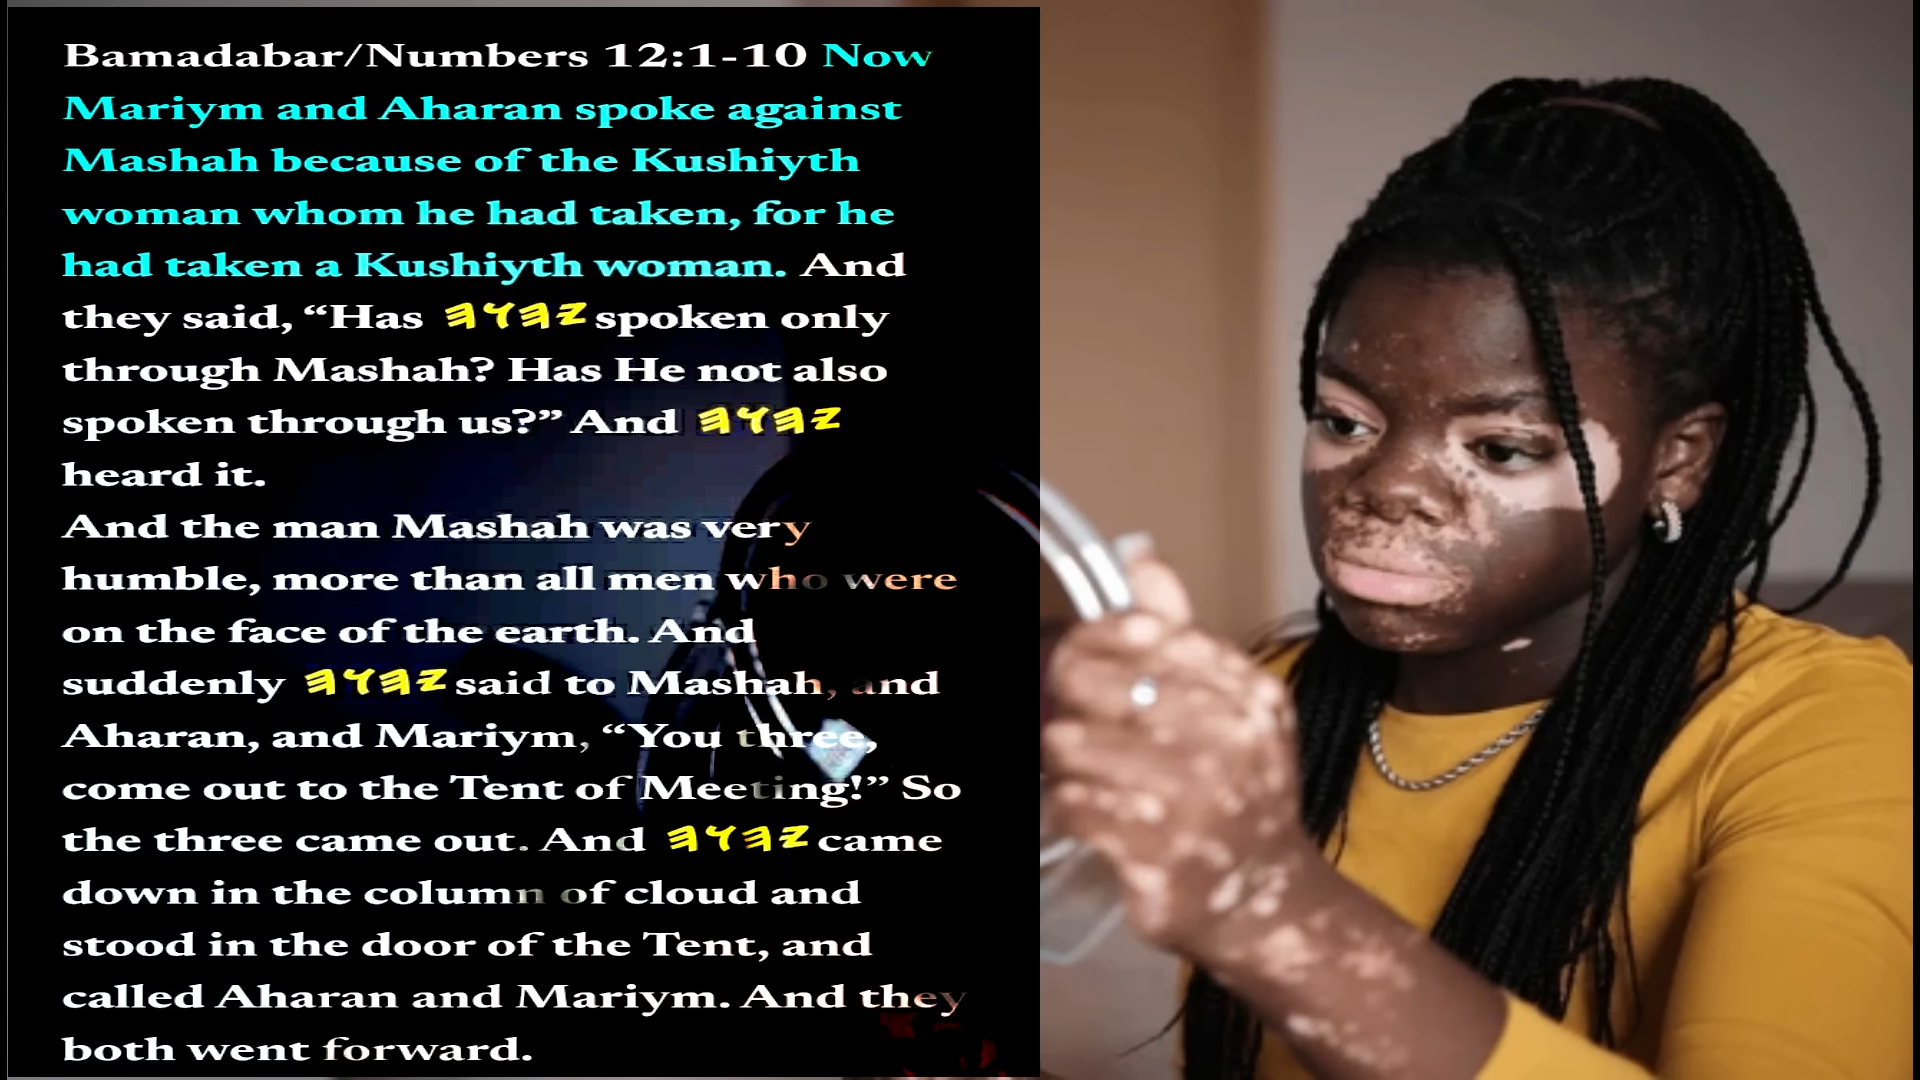 Bamadabar/Numbers 12:1-10 Now
Mariym and Aharan spoke against
Mashah because of the Kushiyth
woman whom he had taken, for he
had taken a Kushiyth woman. And
they said, “Has 𐤉𐤄𐤅𐤄 spoken only
through Mashah? Has He not also
spoken through us?” And 𐤉𐤄𐤅𐤄
heard it.
And the man Mashah was very
humble, more than all men who were
on the face of the earth. And
suddenly 𐤉𐤄𐤅𐤄 said to Mashah, and
Aharan, and Mariym, “You three,
come out to the Tent of Meeting!” So
the three came out. And 𐤉𐤄𐤅𐤄 came
down in the column of cloud and
stood in the door of the Tent, and
called Aharan and Mariym. And they
both went forward.